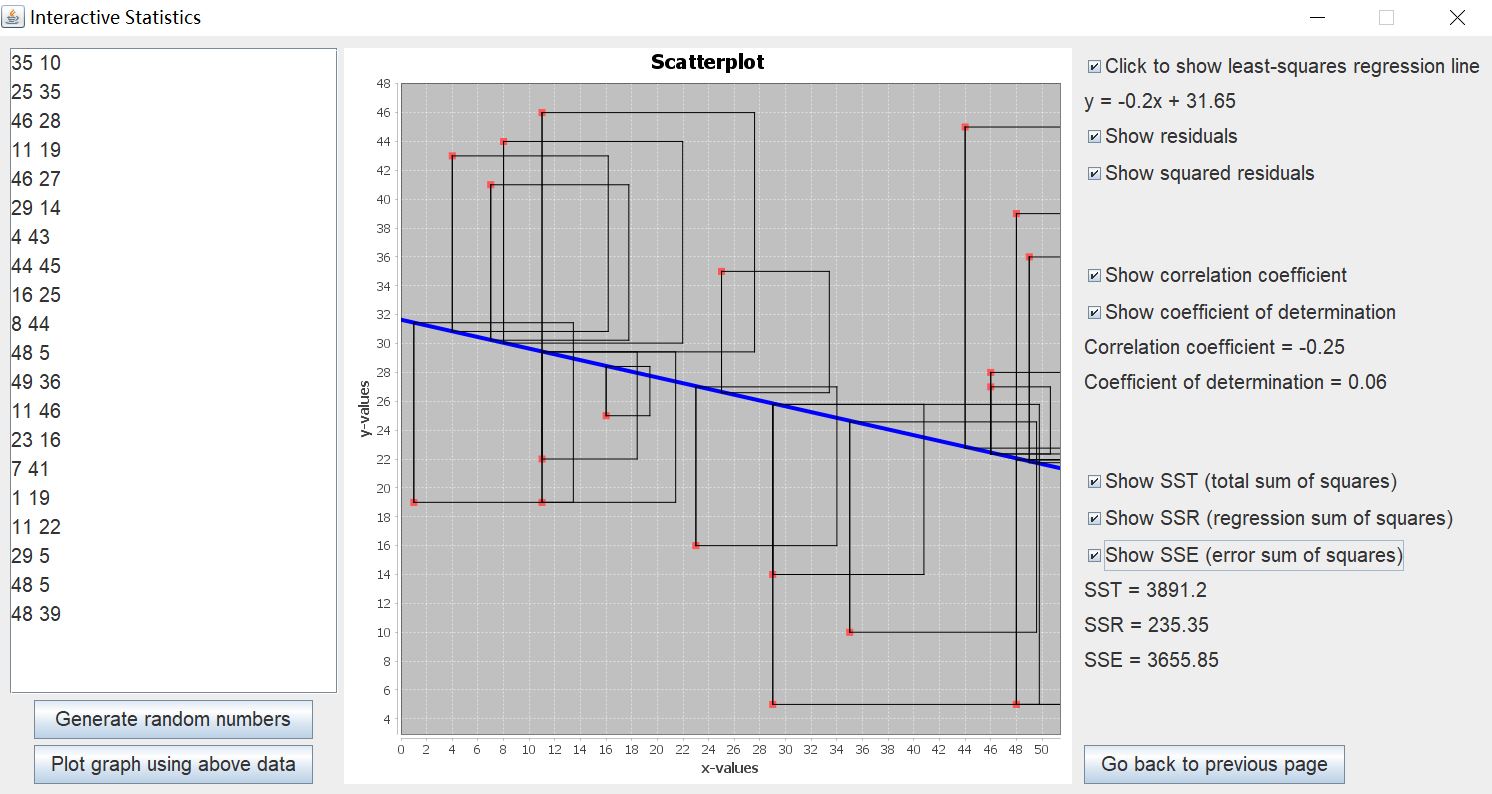 Interactive Statistics
35 10
25 35
46 28
11 19
46 27
29 14
4 43
44 45
16 25
8 44
48 5
49 36
11 46
23 16
7 41
1 19
11 22
29 5
48 5
48 39
Generate random numbers
Plot graph using above data
Scatterplot
48
46
44
42
40
38
36
34
32
30
28
26
24
22
20
18
16
14
12
10
8
6
4
y-values
0 2 4 6 8 10 12 14 16 18 20 22 24 26 28 30 32 34 36 38 40 42 44 46 48 50
x-values
Click to show least-squares regression line
y = -0.2x + 31.65
Show residuals
Show squared residuals
Show correlation coefficient
Show coefficient of determination
Correlation coefficient = -0.25
Coefficient of determination = 0.06
Show SST (total sum of squares)
Show SSR (regression sum of squares)
Show SSE (error sum of squares)
SST = 3891.2
SSR = 235.35
SSE = 3655.85
Go back to previous page